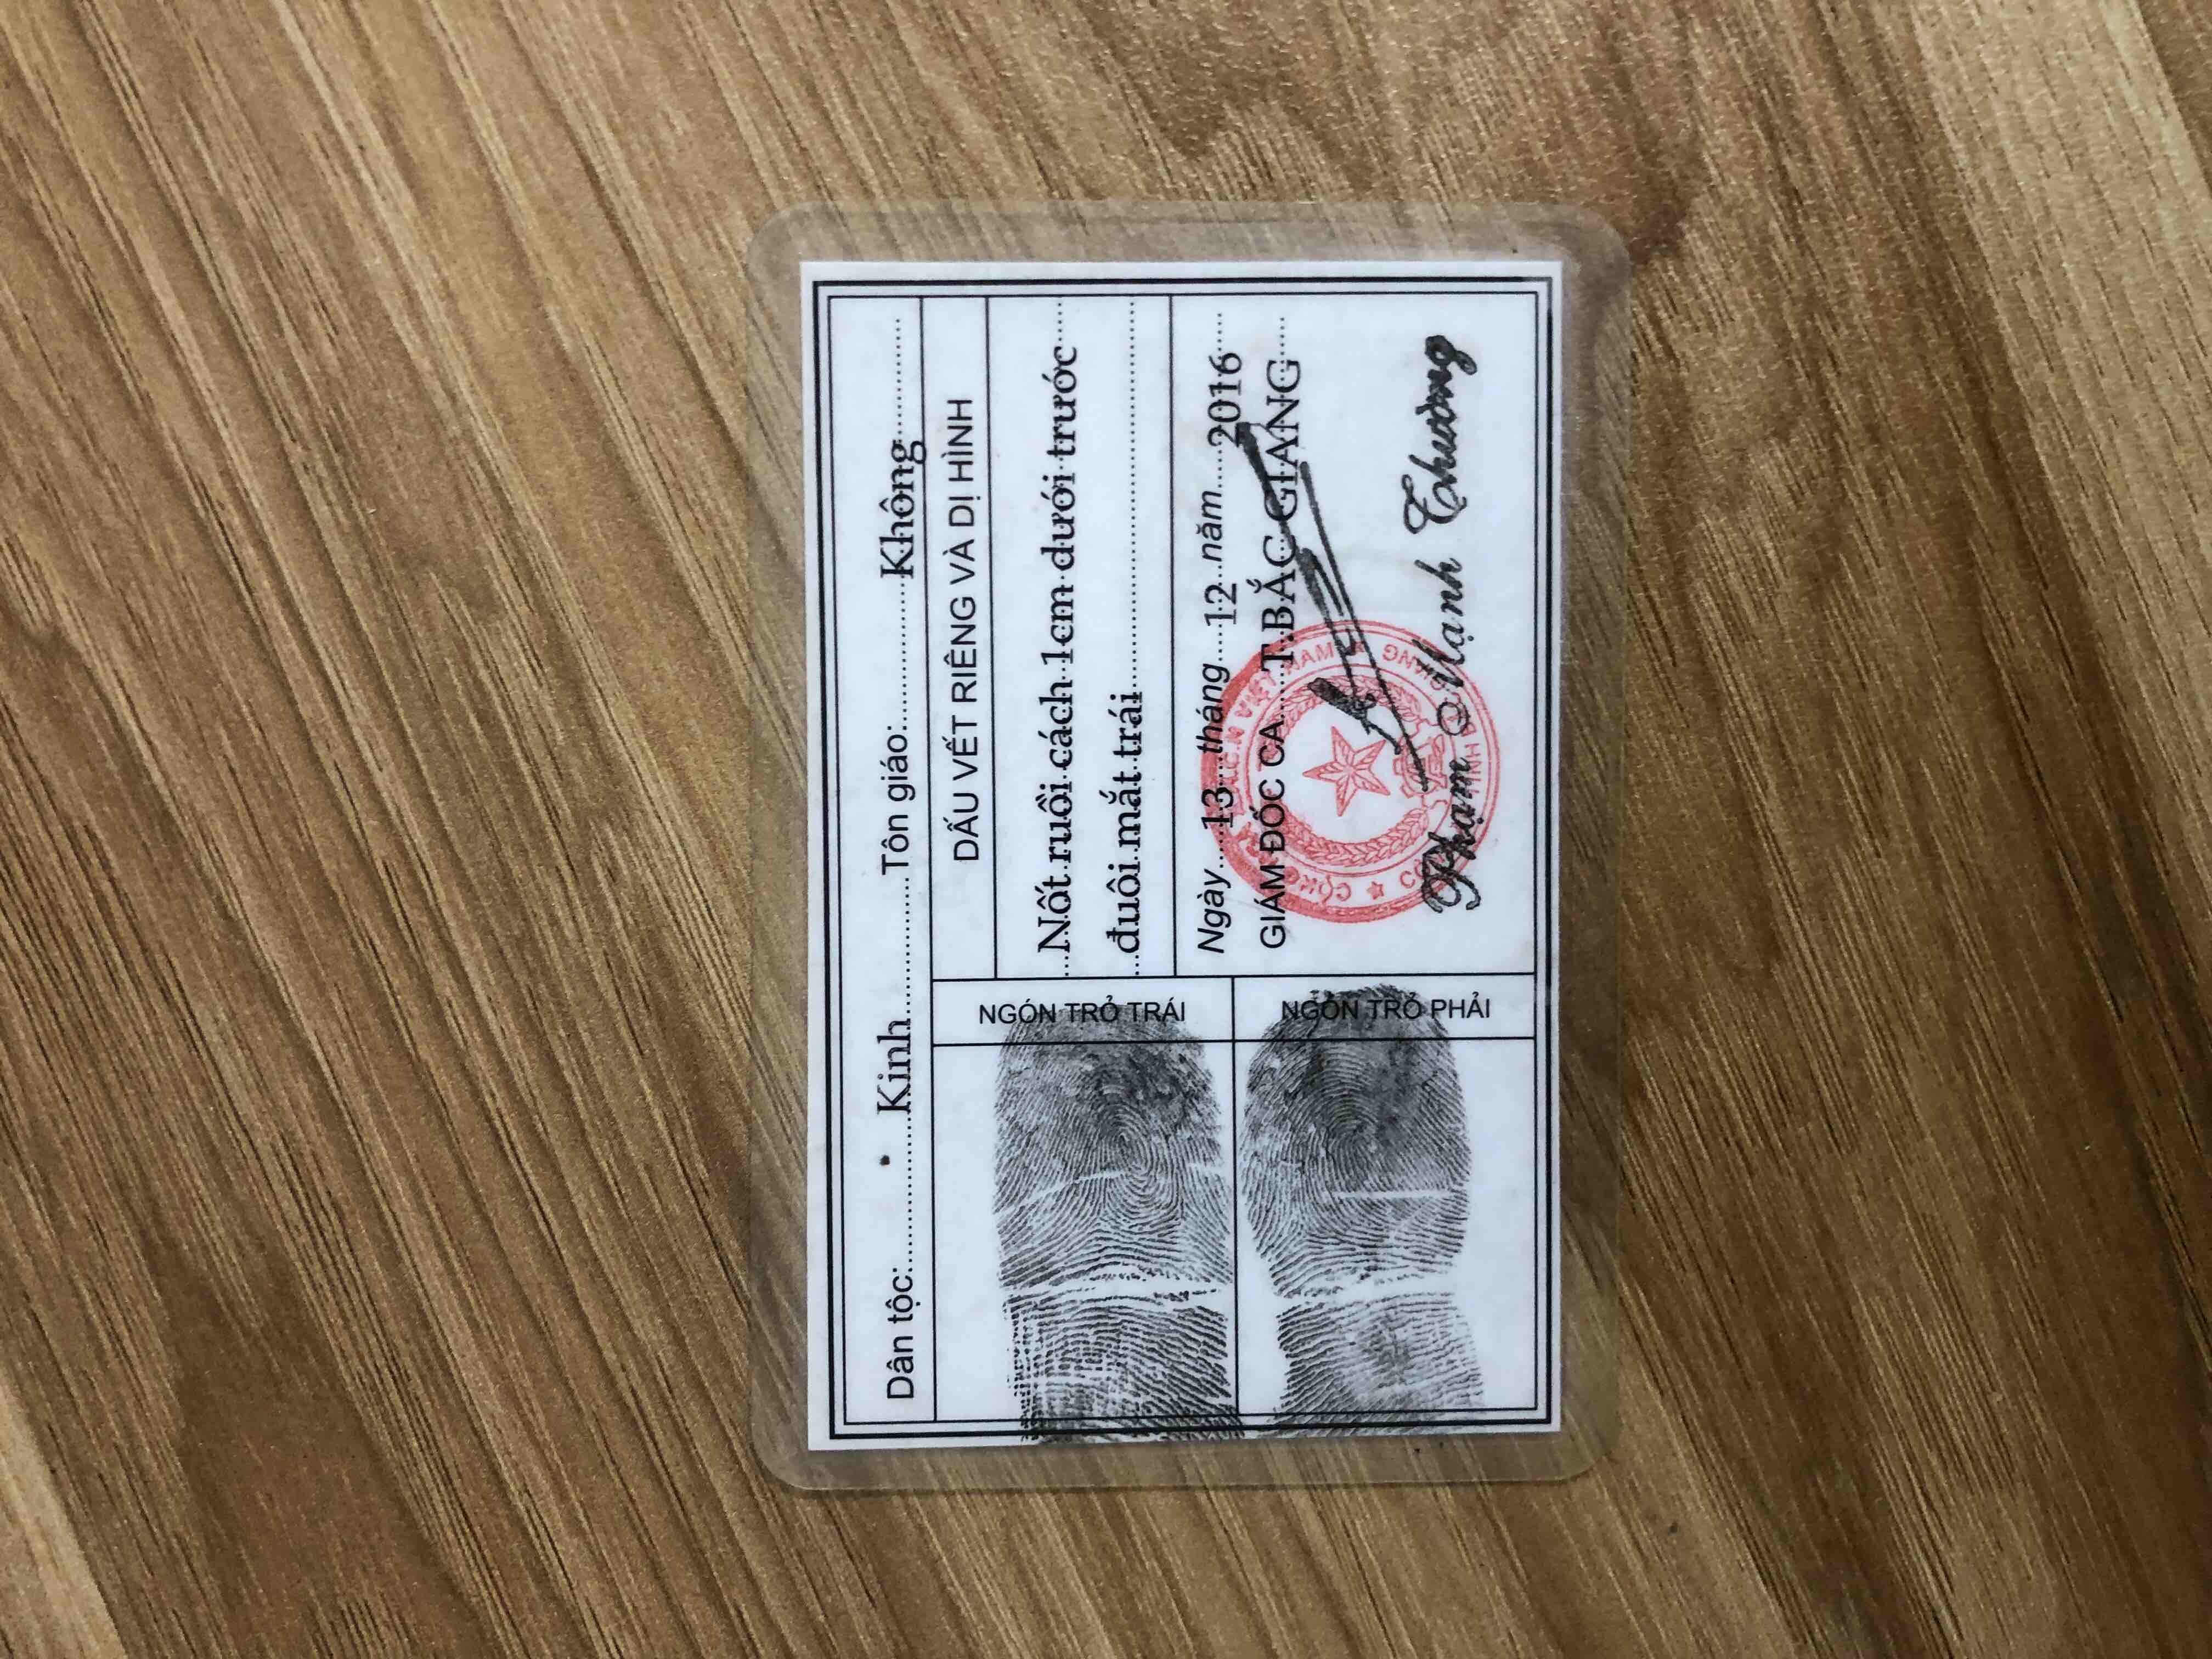 Dân tộc: Kinh Tôn giáo: Không
DẤU VẾT RIÊNG VÀ DỊ HÌNH
Nốt ruồi cách 1cm dưới trước
đuôi mắt trái
NGÓN TRỎ TRÁI
NGÓN TRỎ PHẢI
Ngày 13 tháng 12 năm 2016
GIÁM ĐỐC CA T.BẮC GIANG
Phạm Mạnh Thường